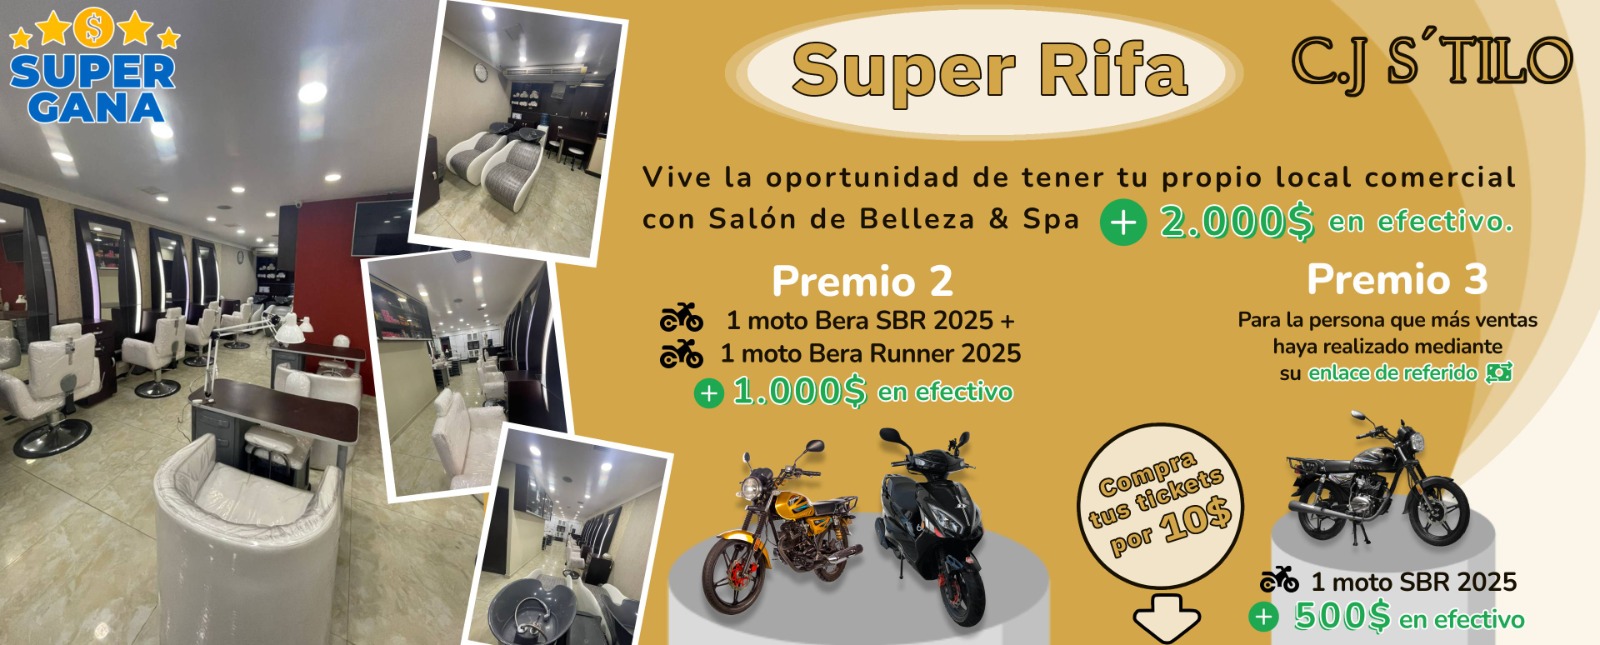 SUPER
GANA
Super Rifa
C.J S´TILO
Vive la oportunidad de tener tu propio local comercial
con Salón de Belleza & Spa + 2.000$ en efectivo.
Premio 2
1 moto Bera SBR 2025 +
1 moto Bera Runner 2025
+ 1.000$ en efectivo
Premio 3
Para la persona que más ventas
haya realizado mediante
su enlace de referido
Compra
tus tickets
por 10$
1 moto SBR 2025
+ 500$ en efectivo